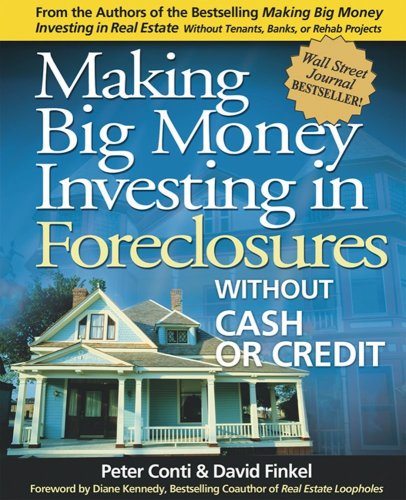 From the Authors of the Bestselling Making Big Money
Investing in Real Estate Without Tenants, Banks, or Rehab Projects
Wall Street
Journal
BESTSELLER!
Making
Big Money
Investing in
Foreclosures
WITHOUT
CASH
OR CREDIT
Peter Conti & David Finkel
Foreword by Diane Kennedy, Bestselling Coauthor of Real Estate Loopholes